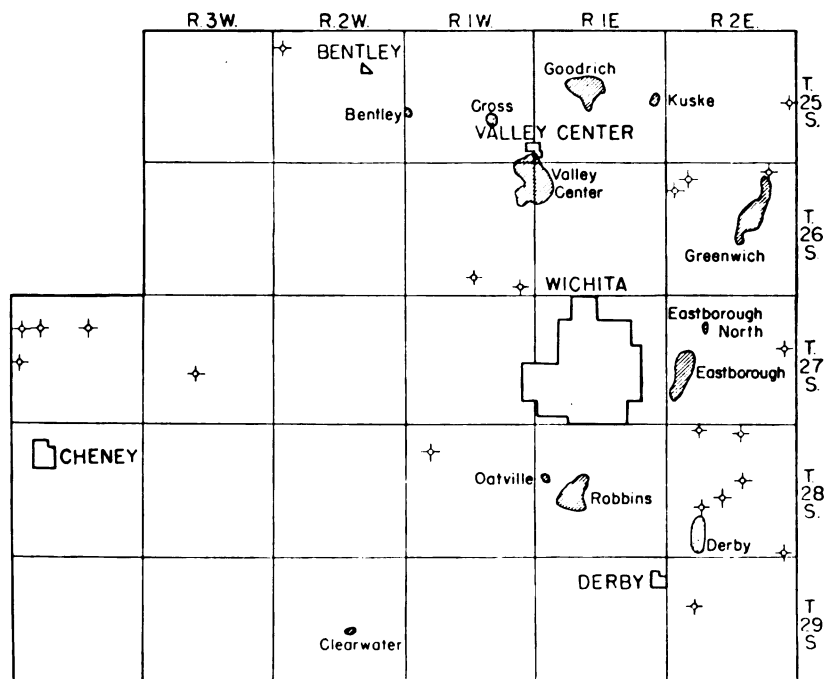 R.3W. R.2W. R.1W. R.1E. R.2E.
BENTLEY
Goodrich
T.
25
S.
Bentley
Cross
Kuske
VALLEY CENTER
Valley
Center
T.
26
S.
Greenwich
WICHITA
Eastborough
North
T.
27
S.
Eastborough
CHENEY
Oatville
Robbins
T.
28
S.
Derby
DERBY
T
29
S
Clearwater